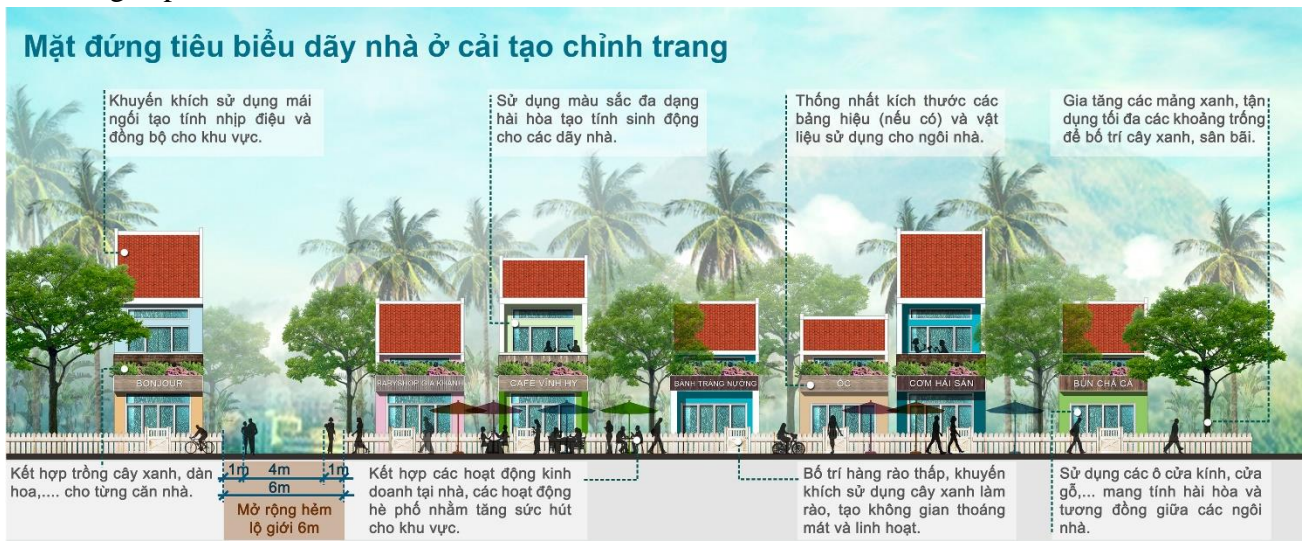 Mặt đứng tiêu biểu dãy nhà ở cải tạo chỉnh trang
Khuyến khích sử dụng mái
ngói tạo tính nhịp điệu và
đồng bộ cho khu vực.
Sử dụng màu sắc đa dạng
hài hòa tạo tính sinh động
cho các dãy nhà.
Thống nhất kích thước các
bảng hiệu (nếu có) và vật
liệu sử dụng cho ngôi nhà.
Gia tăng các mảng xanh, tận
dụng tối đa các khoảng trống
để bố trí cây xanh, sân bãi.
BONJOUR
BABYSHOP GIA KHÁNH
CAFE VĨNH HY
BÁNH TRÁNG NƯỚNG
ỐC
CƠM HẢI SẢN
BÚN CHẢ CÁ
Kết hợp trồng cây xanh, dàn
hoa,.... cho từng căn nhà.
1m 4m 1m
6m
Mở rộng hẻm
lộ giới 6m
Kết hợp các hoạt động kinh
doanh tại nhà, các hoạt động
hè phố nhằm tăng sức hút
cho khu vực.
Bố trí hàng rào thấp, khuyến
khích sử dụng cây xanh làm
rào, tạo không gian thoáng
mát và linh hoạt.
Sử dụng các ô cửa kính, cửa
gỗ,... mang tính hài hòa và
tương đồng giữa các ngôi
nhà.